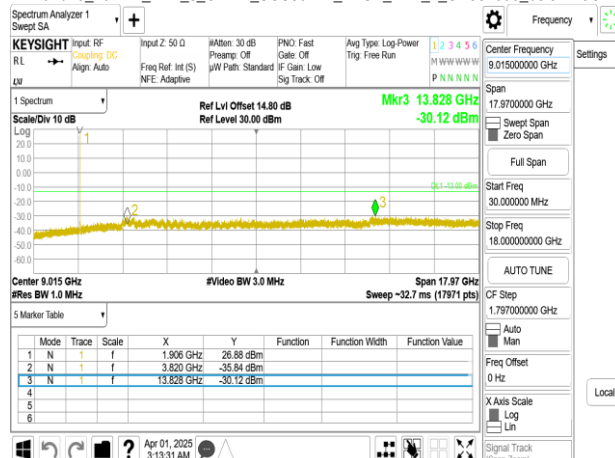 Spectrum Analyzer 1
Swept SA
Frequency
KEYSIGHT Input: RF Input Z: 50 Ω #Atten: 30 dB PNO: Fast Avg Type: Log-Power 1 2 3 4 5 6
Coupling: DC Preamp: Off Gate: Off Trig: Free Run
RL Align: Auto Freq Ref: Int (S) µW Path: Standard IF Gain: Low M W W W W W
NFE: Adaptive Sig Track: Off P N N N N N
LXI
Center Frequency
9.015000000 GHz
Settings
Span
17.9700000 GHz
Swept Span
Zero Span
Full Span
Start Freq
30.000000 MHz
Stop Freq
18.000000000 GHz
AUTO TUNE
CF Step
1.797000000 GHz
Auto
Man
Freq Offset
0 Hz
X Axis Scale
Log
Lin
Local
Signal Track
1 Spectrum
Scale/Div 10 dB
Ref Lvl Offset 14.80 dB
Ref Level 30.00 dBm
Mkr3 13.828 GHz
-30.12 dBm
Log
20.0
10.0
0.00
-10.0
-20.0
-30.0
-40.0
-50.0
-60.0
1
2
3
DL1 -13.00 dBm
Center 9.015 GHz #Video BW 3.0 MHz Span 17.97 GHz
#Res BW 1.0 MHz Sweep ~32.7 ms (17971 pts)
5 Marker Table
Mode Trace Scale X Y Function Function Width Function Value
1 N 1 f 1.906 GHz 26.88 dBm
2 N 1 f 3.820 GHz -35.84 dBm
3 N 1 f 13.828 GHz -30.12 dBm
4
5
6
?
Apr 01, 2025
3:13:31 AM